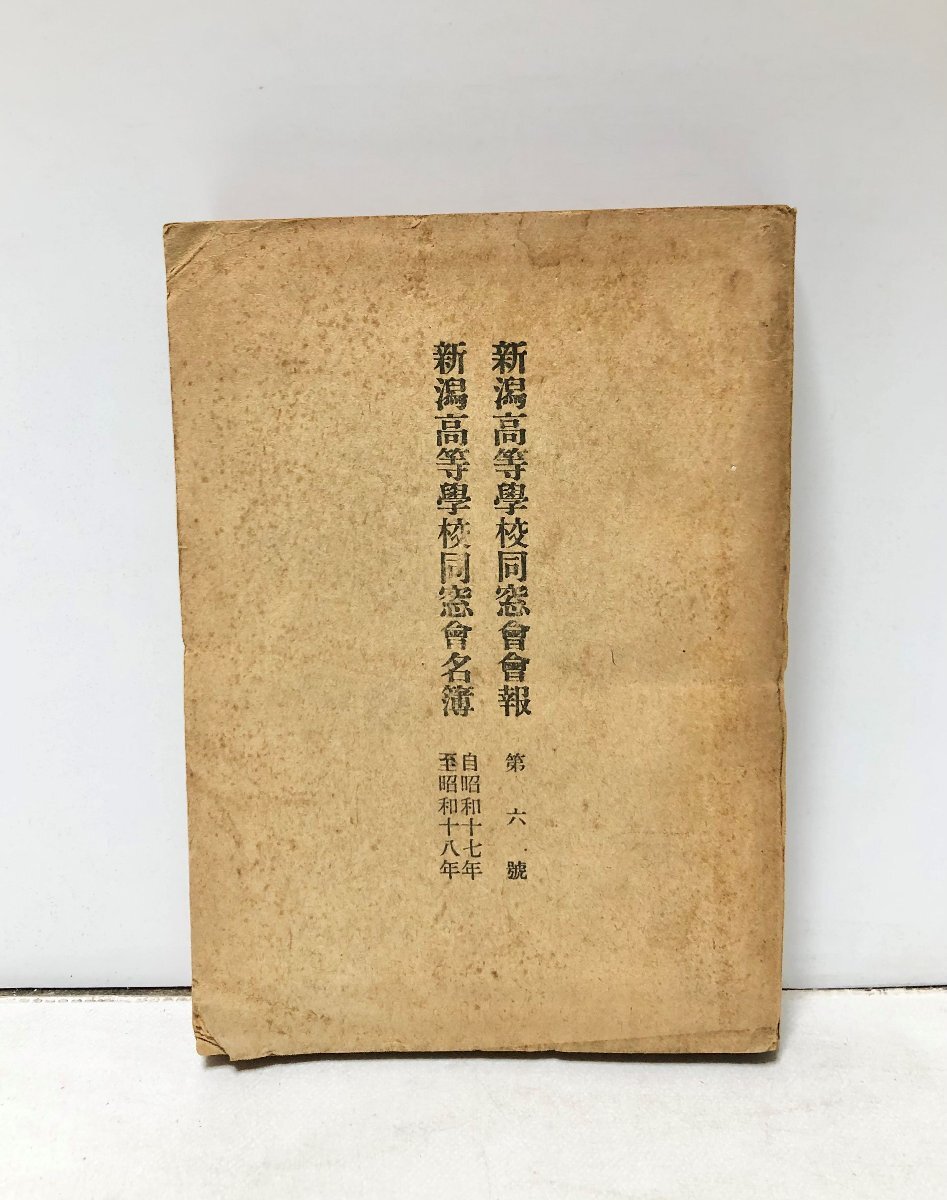 新潟高等學校同窓會會報 第六號
新潟高等學校同窓會名簿 自昭和十七年
至昭和十八年